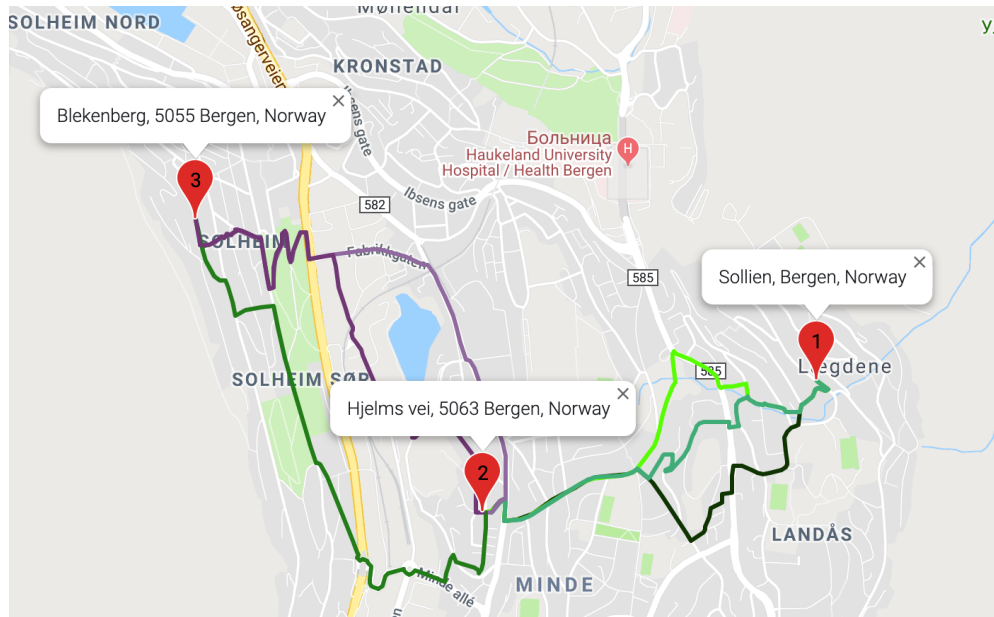 Møllendal
SOLHEIM NORD
KRONSTAD
Ibsens gate
Blekenberg, 5055 Bergen, Norway
×
Больница
Haukeland University
Hospital / Health Bergen
H
3
582
Ibsens gate
SOLHEIM
Fabrikkgaten
585
Sollien, Bergen, Norway
×
1
585
SOLHEIM SØR
Hjelms vei, 5063 Bergen, Norway
×
2
LANDÅS
Minde allé
MINDE